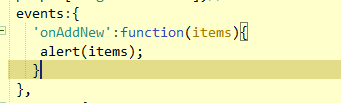 events:{
'onAddNew':function(items){
alert(items);
}
},